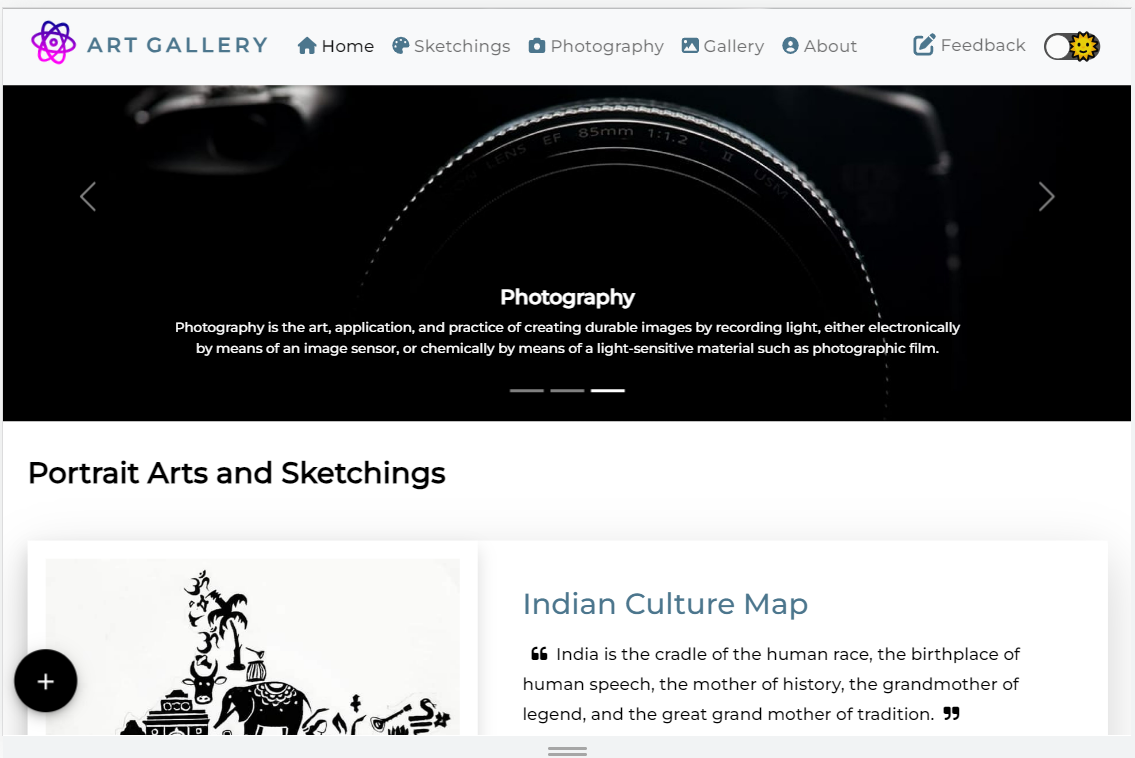 ART GALLERY Home Sketchings Photography Gallery About Feedback
LENS EF 85mm 1:1.2 L II USM
Photography
Photography is the art, application, and practice of creating durable images by recording light, either electronically
by means of an image sensor, or chemically by means of a light-sensitive material such as photographic film.
Portrait Arts and Sketchings
Indian Culture Map
❝ India is the cradle of the human race, the birthplace of
human speech, the mother of history, the grandmother of
legend, and the great grand mother of tradition. ❞
ॐ
+